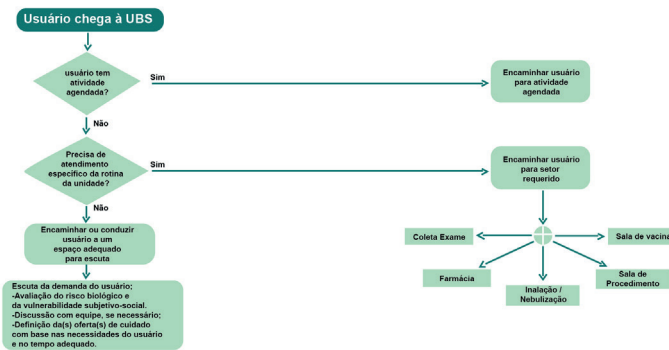 Usuário chega à UBS
usuário tem
atividade
agendada?
Sim
Encaminhar usuário
para atividade
agendada
Não
Precisa de
atendimento
específico da rotina
da unidade?
Sim
Encaminhar usuário
para setor
requerido
Não
Encaminhar ou conduzir
usuário a um
espaço adequado
para escuta
Coleta Exame
Sala de vacina
Farmácia
Sala de
Procedimento
Inalação /
Nebulização
Escuta da demanda do usuário;
-Avaliação do risco biológico e
da vulnerabilidade subjetivo-social.
-Discussão com equipe, se necessário;
-Definição da(s) oferta(s) de cuidado
com base nas necessidades do usuário
e no tempo adequado.